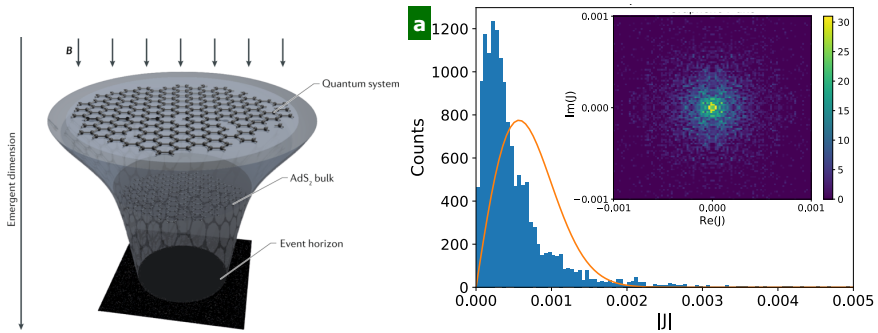 B
Quantum system
AdS₂ bulk
Event horizon
Emergent dimension
a
Counts
1200
1000
800
600
400
200
0
0.000
0.001
0.002
0.003
0.004
0.005
|J|
Im(J)
0.001
0.000
−0.001
−0.001
0.000
0.001
Re(J)
30
25
20
15
10
5
0